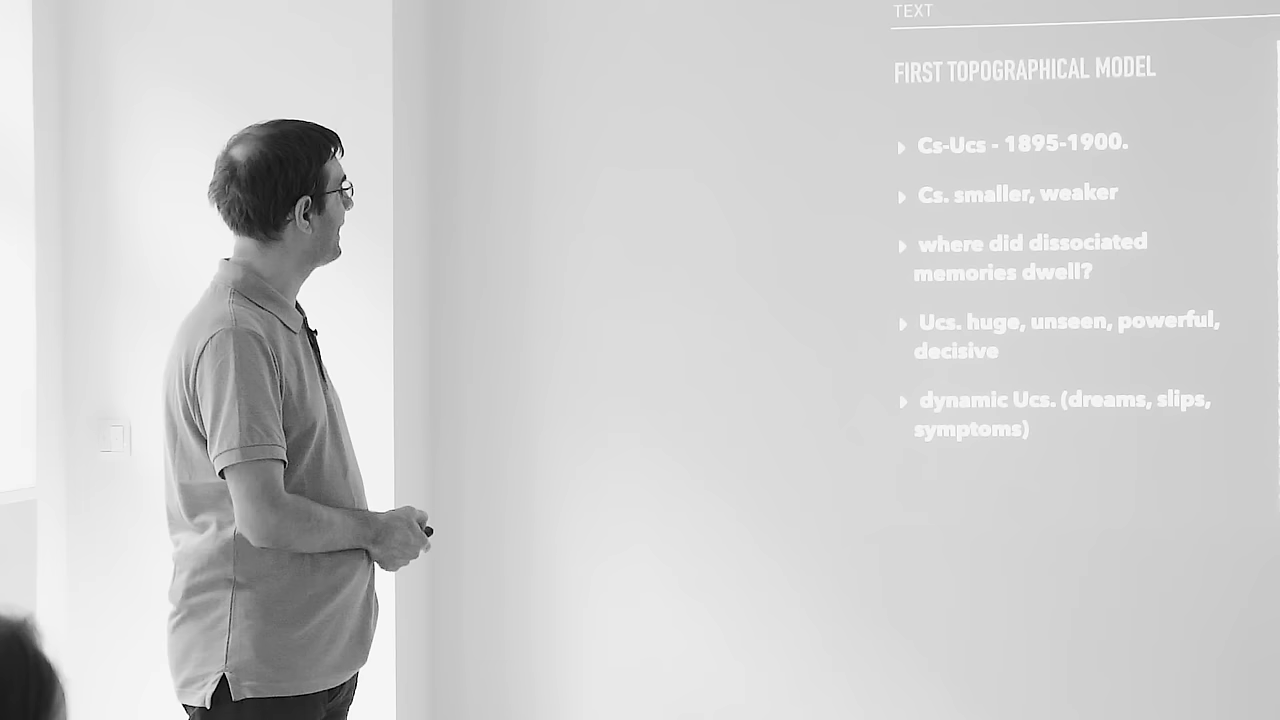 TEXT
FIRST TOPOGRAPHICAL MODEL
Cs-Ucs - 1895-1900.
Cs. smaller, weaker
where did dissociated
memories dwell?
Ucs. huge, unseen, powerful,
decisive
dynamic Ucs. (dreams, slips,
symptoms)